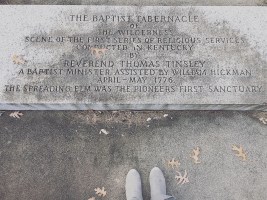 THE BAPTIST TABERNACLE
OF
THE WILDERNESS
SCENE OF THE FIRST SERIES OF RELIGIOUS SERVICES
CONDUCTED IN KENTUCKY
BY
REVEREND THOMAS TINSLEY
A BAPTIST MINISTER ASSISTED BY WILLIAM HICKMAN
APRIL-MAY, 1776
THE SPREADING ELM WAS THE PIONEERS FIRST SANCTUARY